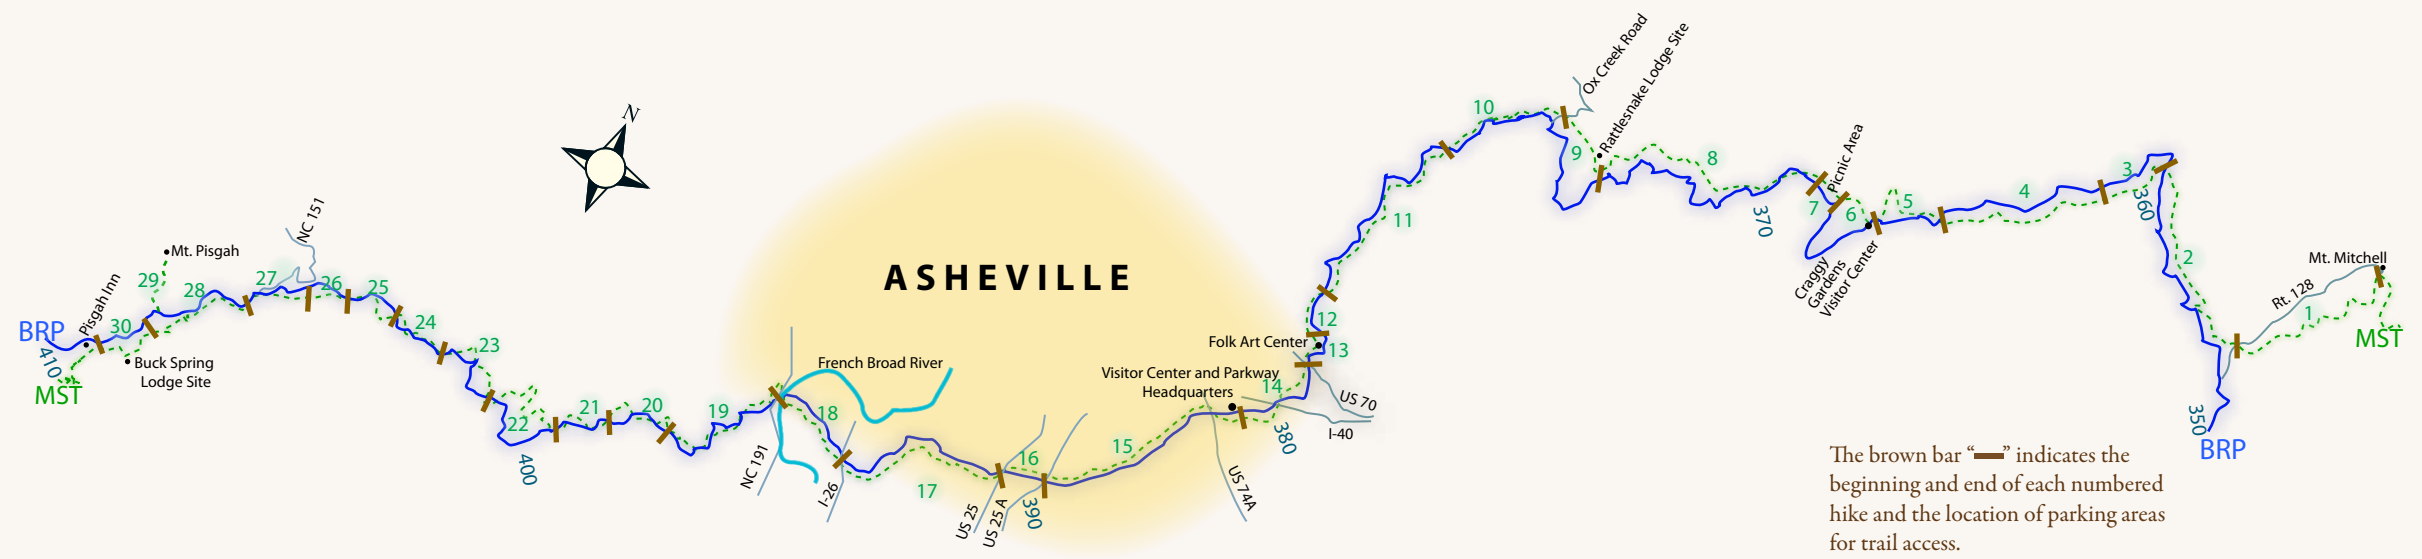 N
ASHEVILLE
BRP
410
MST
Pisgah Inn
30
Buck Spring
Lodge Site
Mt. Pisgah
29
28
27
NC 151
26
25
24
23
22
400
21
20
19
NC 191
French Broad River
18
I-26
17
US 25
US 25 A
16
390
15
Visitor Center and Parkway
Headquarters
US 74A
14
380
I-40
US 70
13
Folk Art Center
12
11
10
Ox Creek Road
9
Rattlesnake Lodge Site
8
370
Picnic Area
7
6
Craggy
Gardens
Visitor Center
5
4
3
360
2
350
BRP
Rt. 128
1
Mt. Mitchell
MST
The brown bar “ ” indicates the
beginning and end of each numbered
hike and the location of parking areas
for trail access.